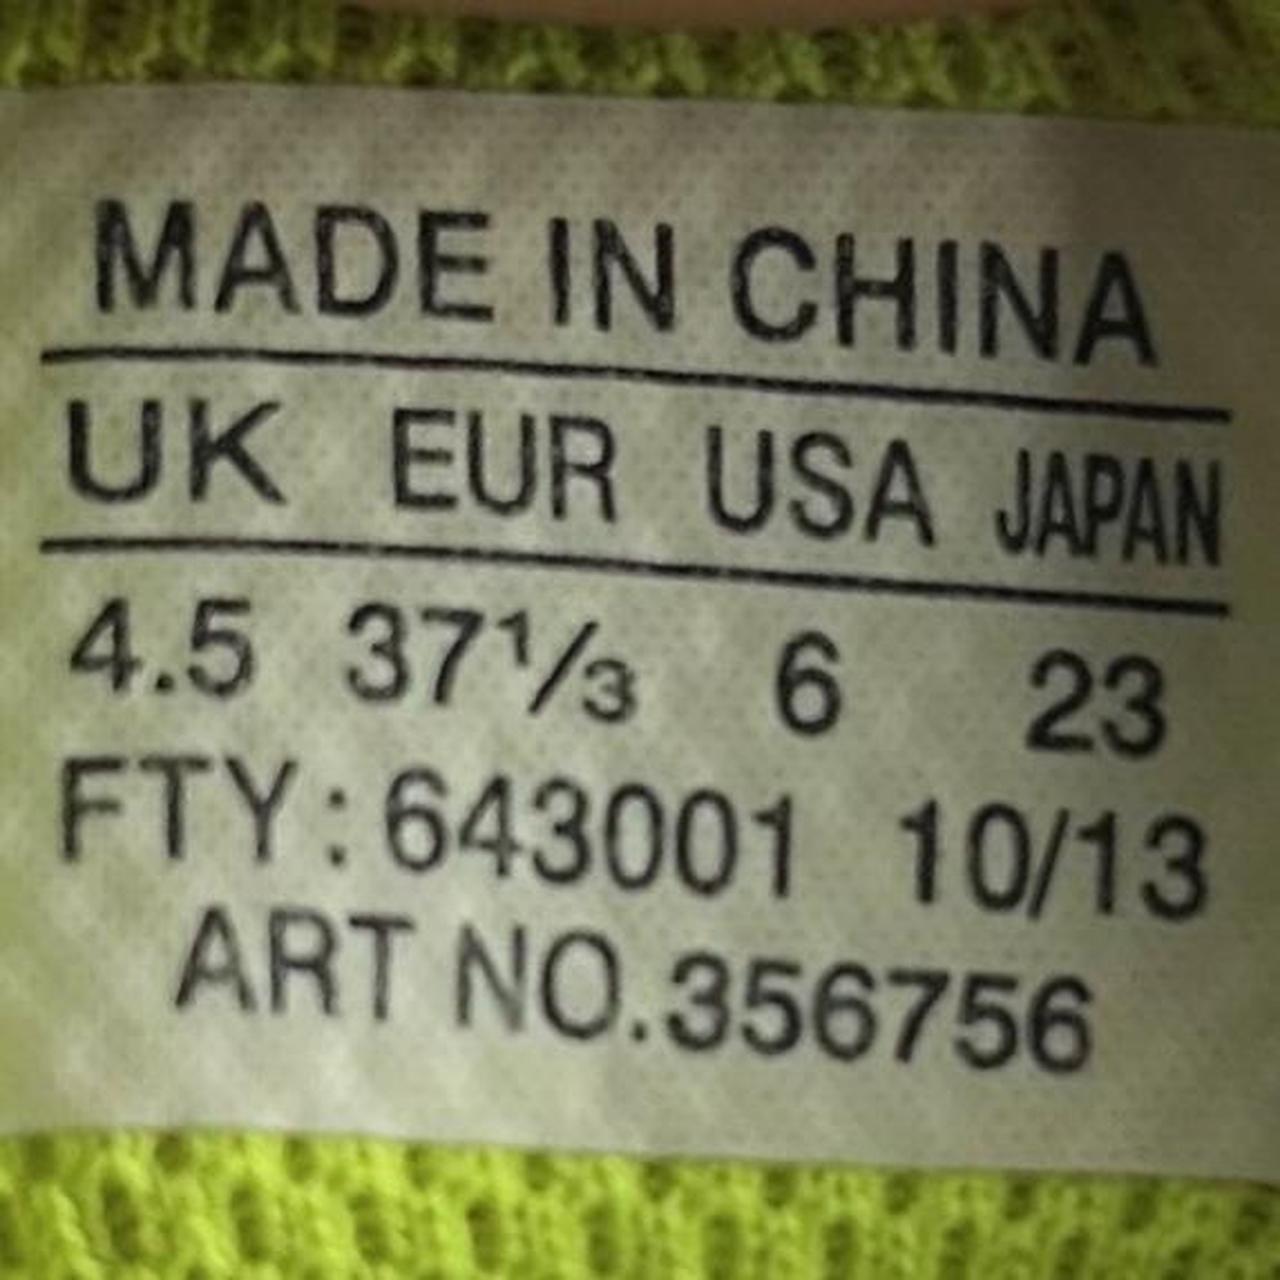 MADE IN CHINA
UK EUR USA JAPAN
4.5 37⅓ 6 23
FTY: 643001 10/13
ART NO.356756